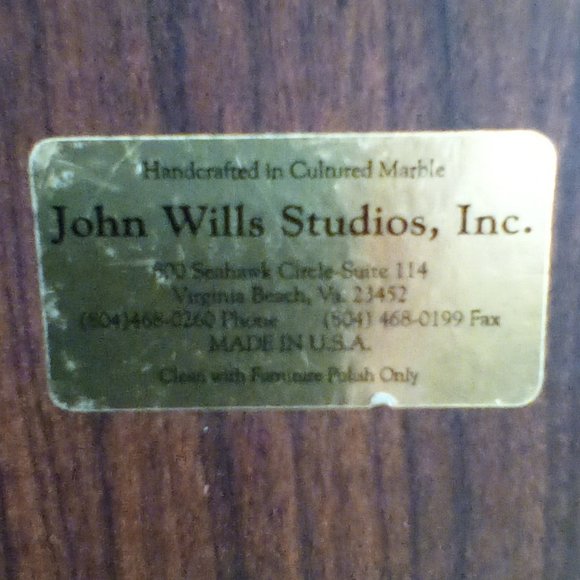 Handcrafted in Cultured Marble
John Wills Studios, Inc.
800 Seahawk Circle-Suite 114
Virginia Beach, Va. 23452
(804)468-0260 Phone (804) 468-0199 Fax
MADE IN U.S.A.
Clean with Furniture Polish Only